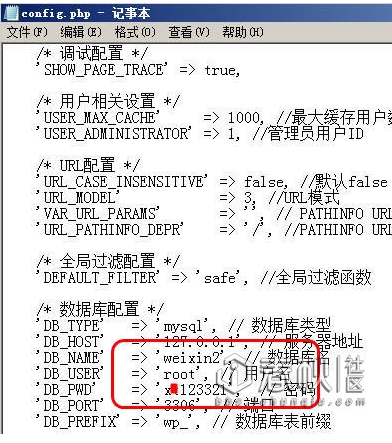 config.php - 记事本
文件(F) 编辑(E) 格式(O) 查看(V) 帮助(H)
/* 调试配置 */
'SHOW_PAGE_TRACE' => true,
/* 用户相关设置 */
'USER_MAX_CACHE' => 1000, //最大缓存用户数
'USER_ADMINISTRATOR' => 1, //管理员用户ID
/* URL配置 */
'URL_CASE_INSENSITIVE' => false, //默认false
'URL_MODEL' => 3, //URL模式
'VAR_URL_PARAMS' => '', // PATHINFO URL
'URL_PATHINFO_DEPR' => '/', //PATHINFO URL
/* 全局过滤配置 */
'DEFAULT_FILTER' => 'safe', //全局过滤函数
/* 数据库配置 */
'DB_TYPE' => 'mysql', // 数据库类型
'DB_HOST' => '127.0.0.1', // 服务器地址
'DB_NAME' => 'weixin2', // 数据库名
'DB_USER' => 'root', // 用户名
'DB_PWD' => 'x 123321', // 密码
'DB_PORT' => '3306', // 端口
'DB_PREFIX' => 'wp_', // 数据库表前缀